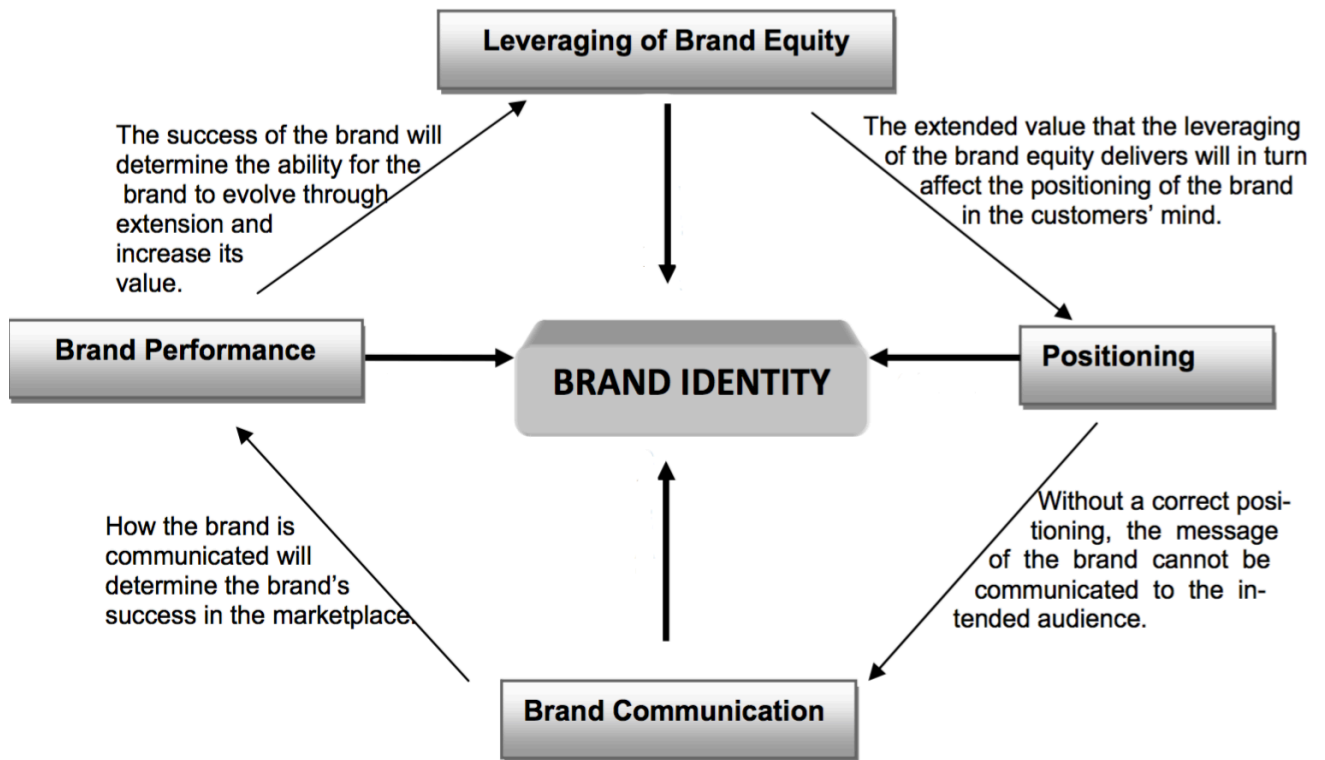 Leveraging of Brand Equity
The success of the brand will
determine the ability for the
brand to evolve through
extension and
increase its
value.
The extended value that the leveraging
of the brand equity delivers will in turn
affect the positioning of the brand
in the customers’ mind.
Brand Performance
BRAND IDENTITY
Positioning
How the brand is
communicated will
determine the brand’s
success in the marketplace.
Without a correct posi-
tioning, the message
of the brand cannot be
communicated to the in-
tended audience.
Brand Communication